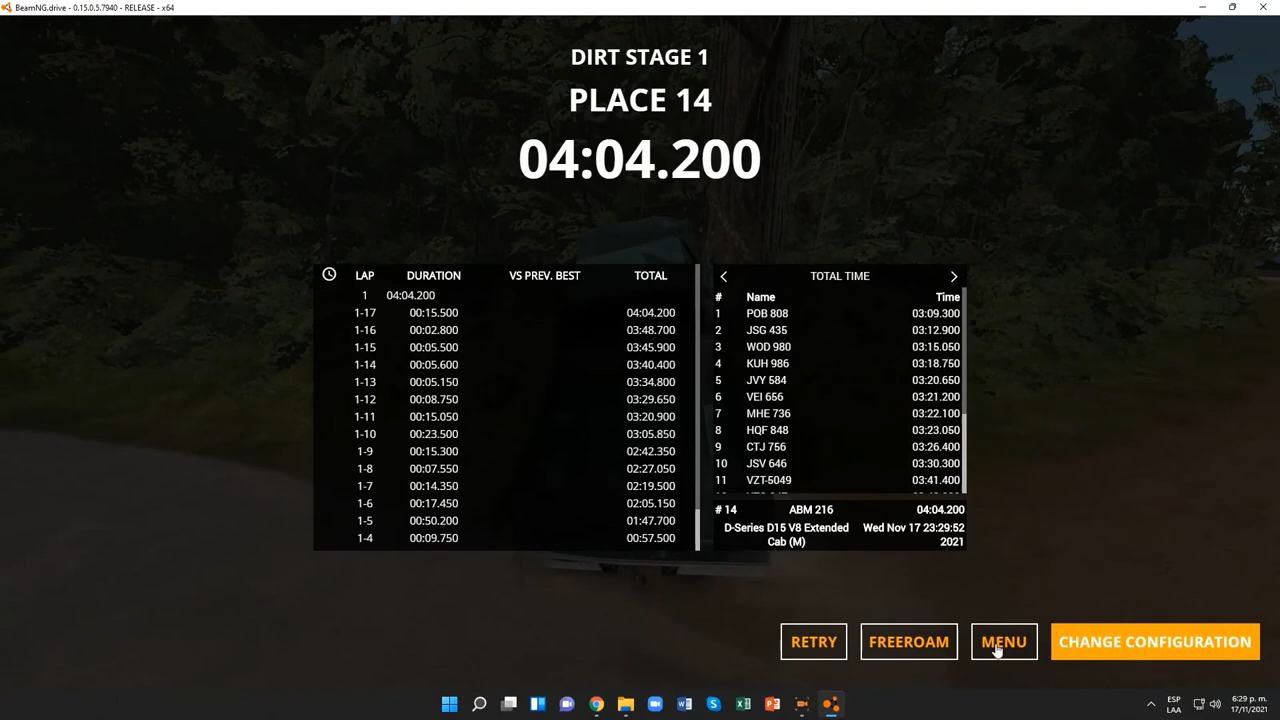 BeamNG.drive - 0.15.0.5.7940 - RELEASE - x64
DIRT STAGE 1
PLACE 14
04:04.200
LAP DURATION VS PREV. BEST TOTAL
1 04:04.200
1-17 00:15.500 04:04.200
1-16 00:02.800 03:48.700
1-15 00:05.500 03:45.900
1-14 00:05.600 03:40.400
1-13 00:05.150 03:34.800
1-12 00:08.750 03:29.650
1-11 00:15.050 03:20.900
1-10 00:23.500 03:05.850
1-9 00:15.300 02:42.350
1-8 00:07.550 02:27.050
1-7 00:14.350 02:19.500
1-6 00:17.450 02:05.150
1-5 00:50.200 01:47.700
1-4 00:09.750 00:57.500
TOTAL TIME
# Name Time
1 POB 808 03:09.300
2 JSG 435 03:12.900
3 WOD 980 03:15.050
4 KUH 986 03:18.750
5 JVY 584 03:20.650
6 VEI 656 03:21.200
7 MHE 736 03:22.100
8 HQF 848 03:23.050
9 CTJ 756 03:26.400
10 JSV 646 03:30.300
11 VZT-5049 03:41.400
# 14 ABM 216 04:04.200
D-Series D15 V8 Extended Wed Nov 17 23:29:52
Cab (M) 2021
RETRY FREEROAM MENU CHANGE CONFIGURATION
ESP 6:29 p. m.
LAA 17/11/2021